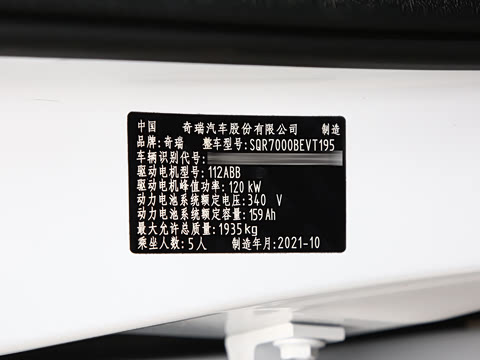 中国 奇瑞汽车股份有限公司 制造
品牌:奇瑞 整车型号:SQR7000BEVT195
车辆识别代号:
驱动电机型号:112ABB
驱动电机峰值功率:120 kW
动力电池系统额定电压:340 V
动力电池系统额定容量:159 Ah
最大允许总质量:1935 kg
乘坐人数:5人 制造年月:2021-10